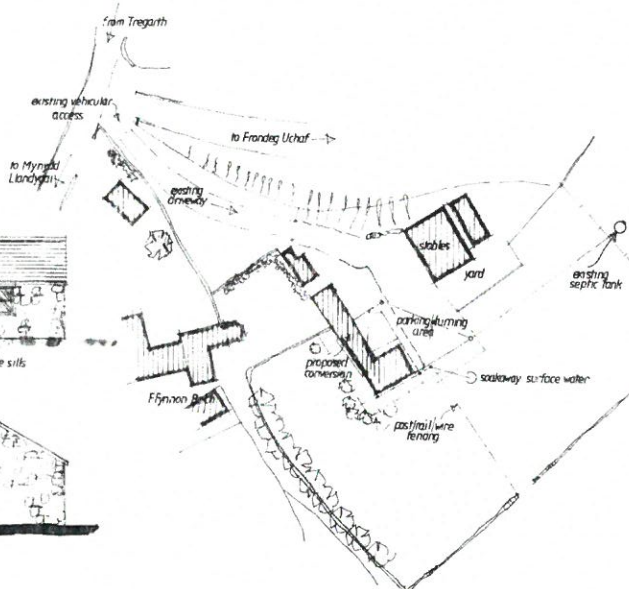 from Tregarth
existing vehicular
access
to Frondeg Uchaf
to Mynydd
Llandygai
existing
driveway
stables
yard
existing
septic tank
parking/turning
area
proposed
conversion
soakaway surface water
Ffynnon Bach
post/rail/wire
fencing
sills